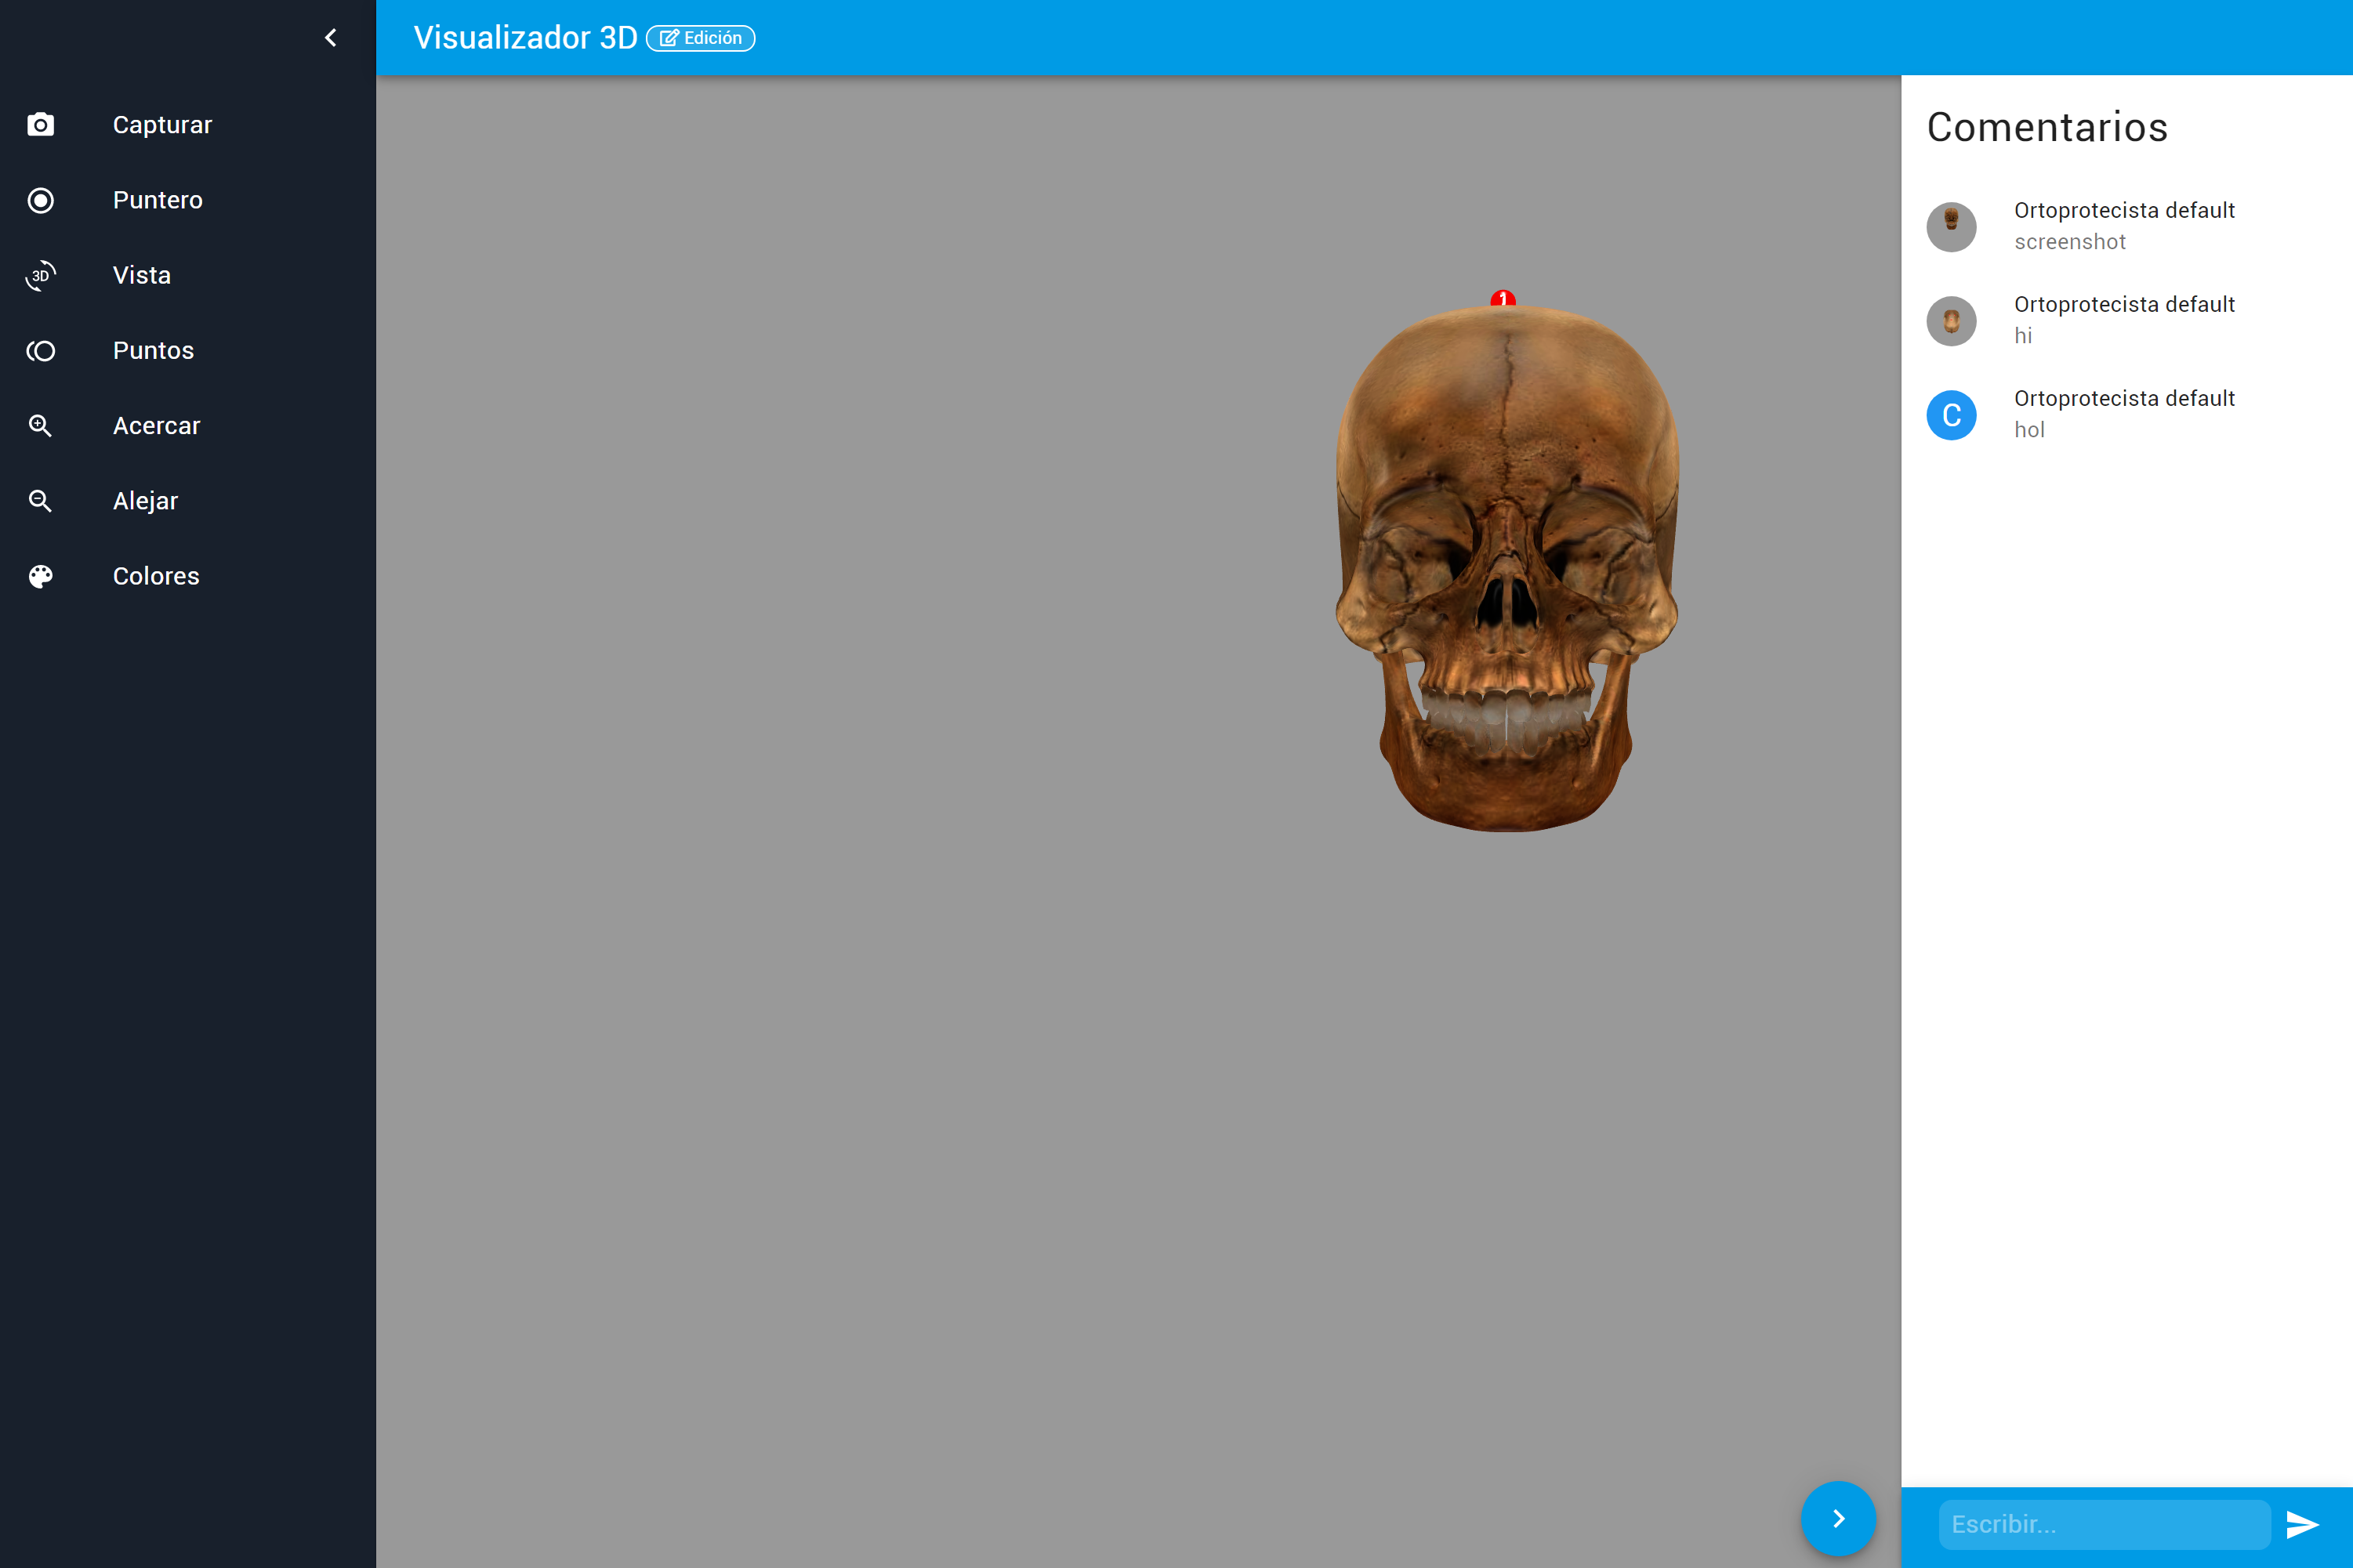 Visualizador 3D
Edición
Capturar
Puntero
3D
Vista
Puntos
Acercar
Alejar
Colores
1
Comentarios
Ortoprotecista default
screenshot
Ortoprotecista default
hi
C
Ortoprotecista default
hol
Escribir...